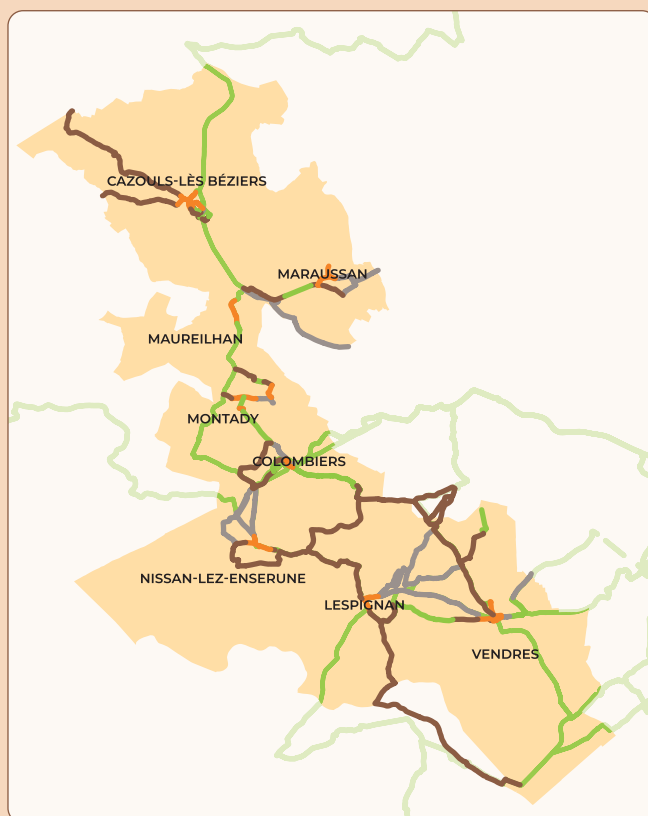 CAZOULS-LÈS BÉZIERS
MARAUSSAN
MAUREILHAN
MONTADY
COLOMBIERS
NISSAN-LEZ-ENSERUNE
LESPIGNAN
VENDRES